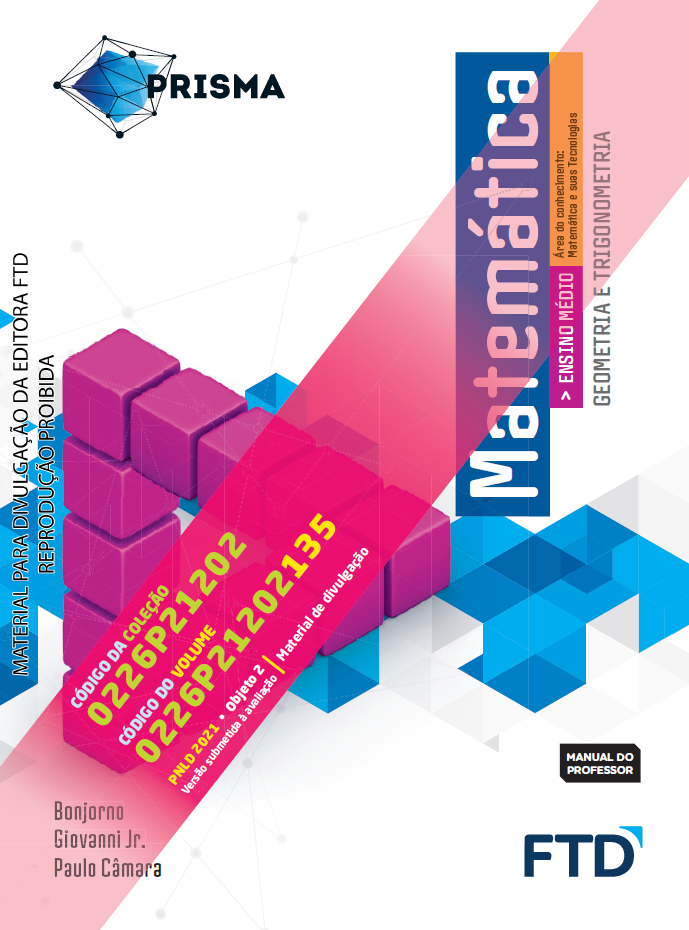 PRISMA
Matemática
Área do conhecimento:
Matemática e suas Tecnologias
> ENSINO MÉDIO
GEOMETRIA E TRIGONOMETRIA
MATERIAL PARA DIVULGAÇÃO DA EDITORA FTD
REPRODUÇÃO PROIBIDA
CÓDIGO DA COLEÇÃO
0226P21202
CÓDIGO DO VOLUME
0226P21202135
PNLD 2021 • Objeto 2
Versão submetida à avaliação
Material de divulgação
MANUAL DO
PROFESSOR
Bonjorno
Giovanni Jr.
Paulo Câmara
FTD